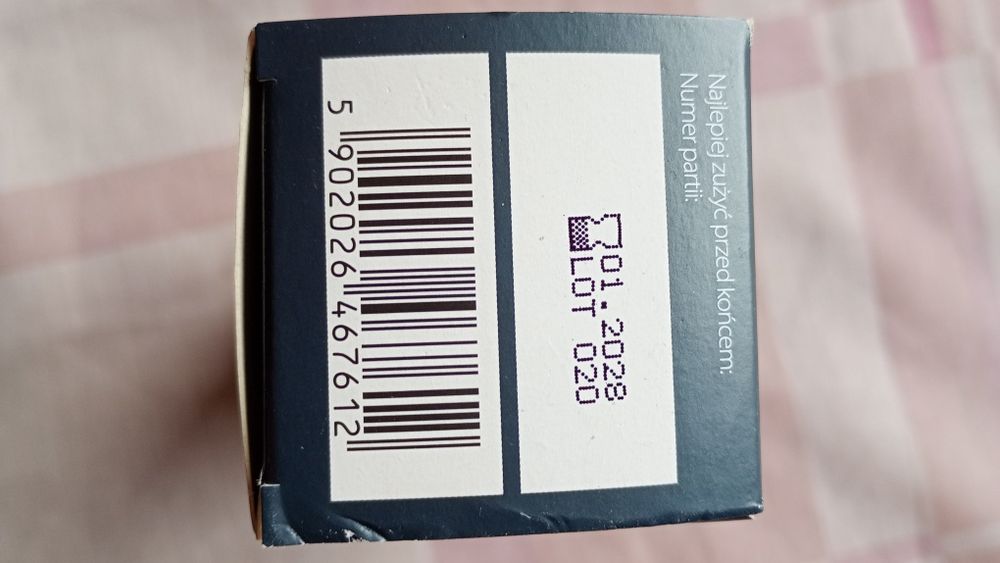 Najlepiej zużyć przed końcem:
Numer partii:
01.2028
LOT 020
5 902026 467612